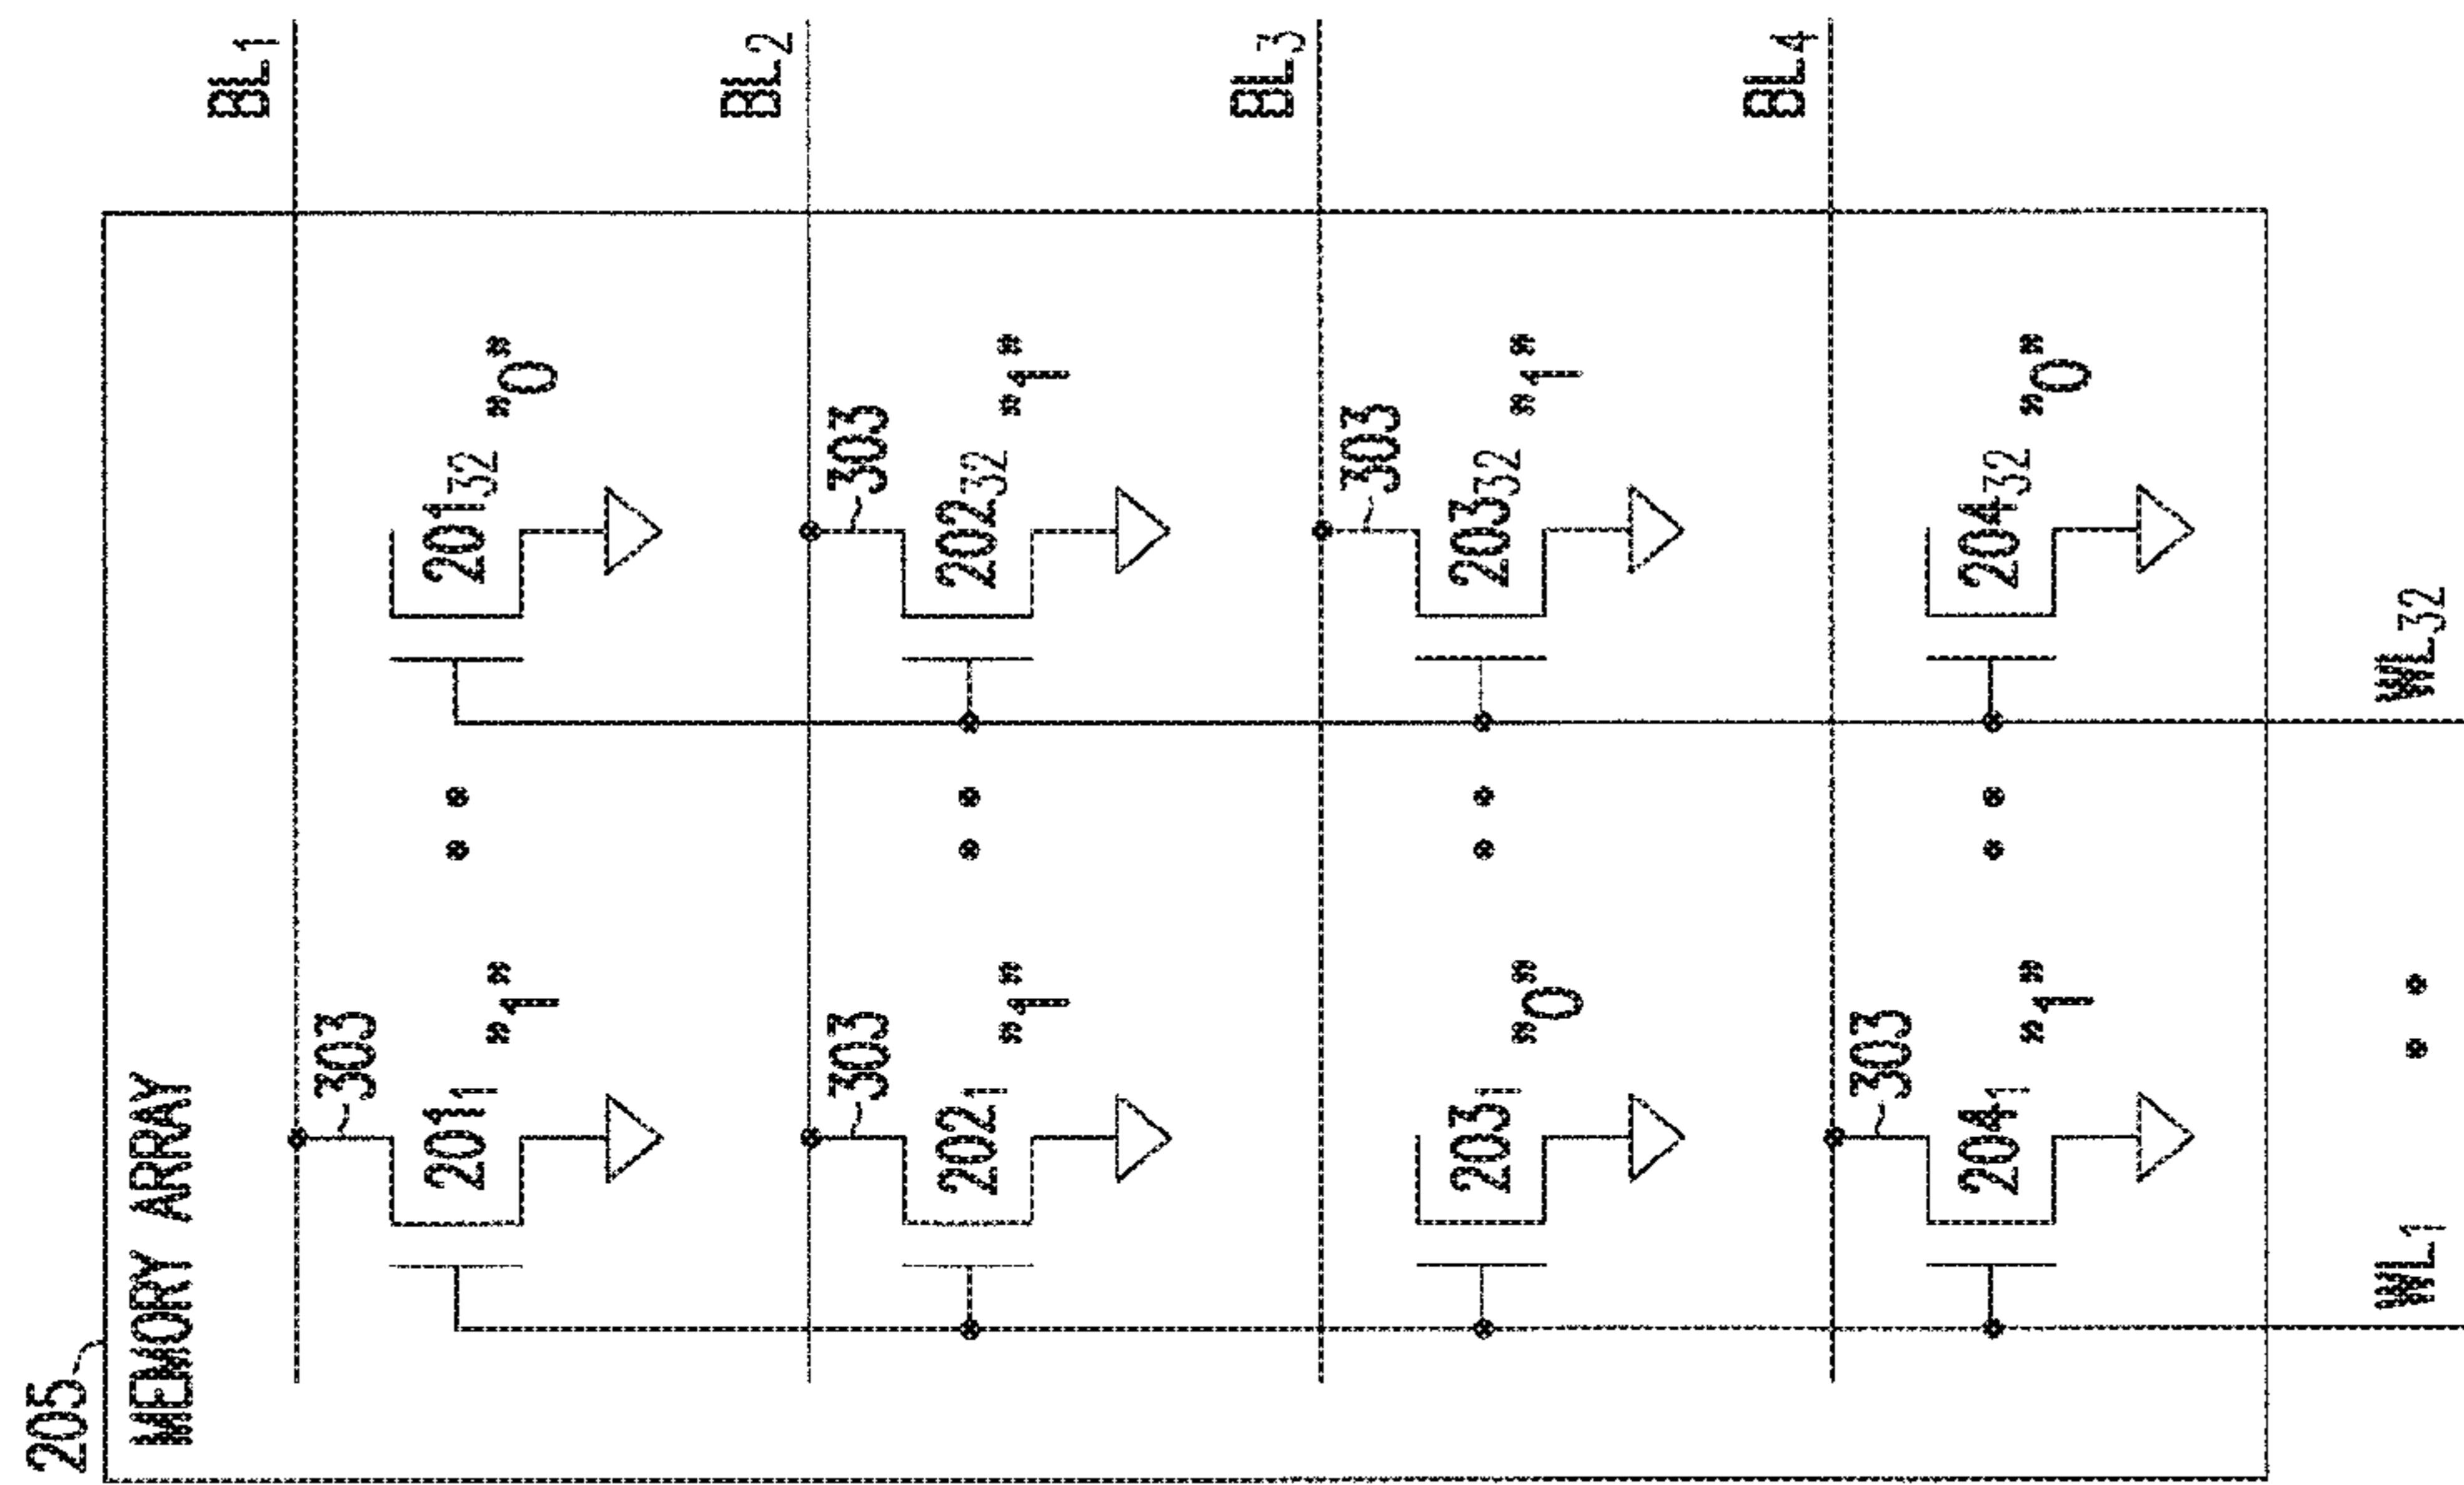 205
MEMORY ARRAY
BL₁
303
201₁ "1" 201₃₂ "0"
BL₂
303 303
202₁ "1" 202₃₂ "1"
BL₃
303
203₁ "0" 203₃₂ "1"
BL₄
303
204₁ "1" 204₃₂ "0"
WL₁ WL₃₂